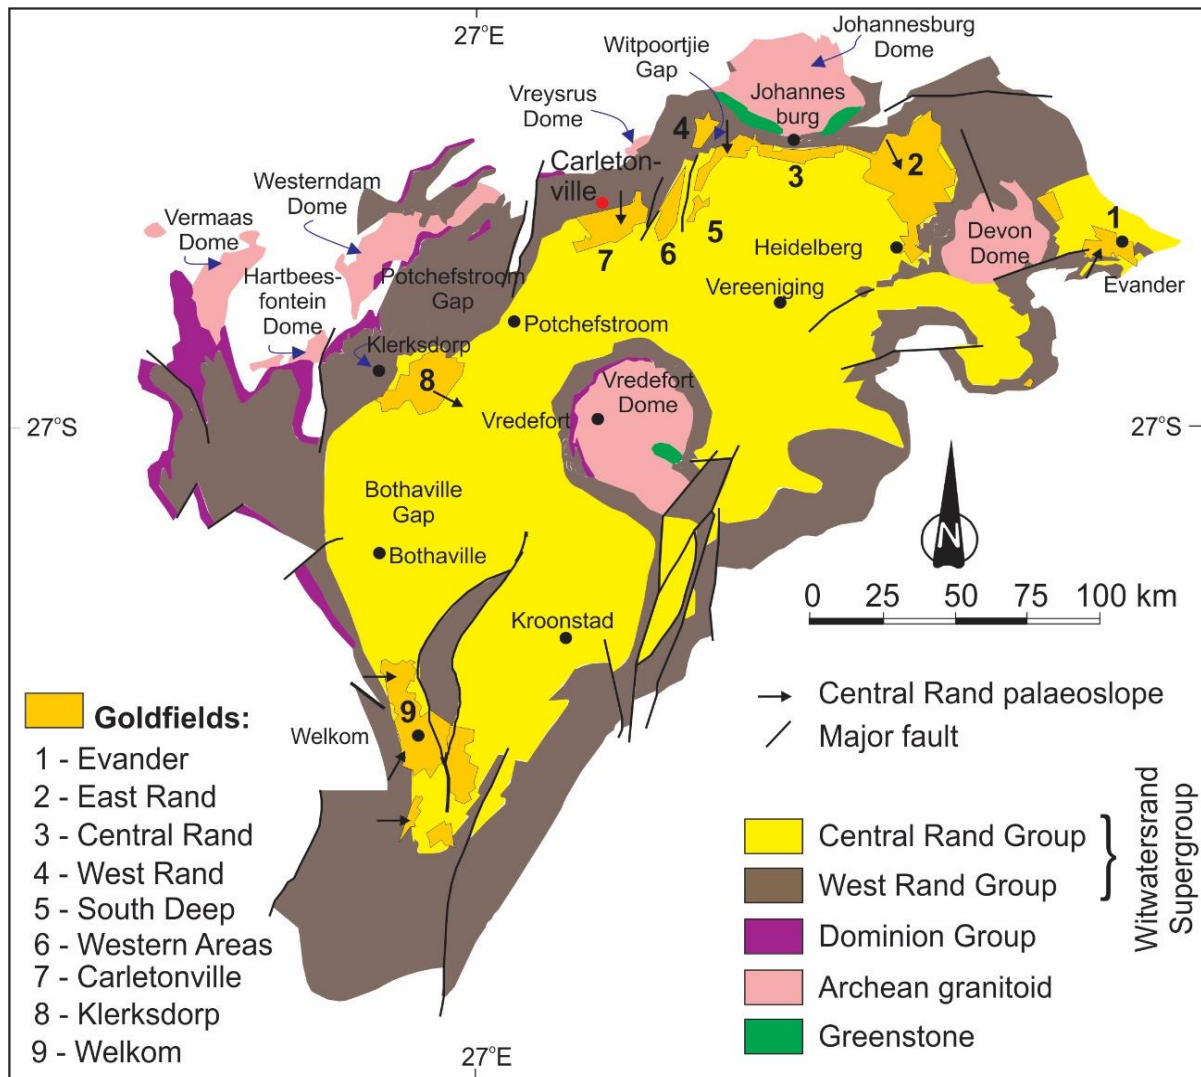 27°E
Johannesburg
Dome
Witpoortjie
Gap
Vreysrus
Dome
Johannes
burg
4
Carleton-
ville
2
3
Westerndam
Dome
Vermaas
Dome
1
5
6
7
Devon
Dome
Heidelberg
Hartbees-
fontein
Dome
Potchefstroom
Gap
Evander
Vereeniging
Potchefstroom
Klerksdorp
8
Vredefort
Dome
Vredefort
27°S
27°S
Bothaville
Gap
Bothaville
N
0 25 50 75 100 km
Kroonstad
9
Welkom
Central Rand palaeoslope
Major fault
Goldfields:
1 - Evander
2 - East Rand
3 - Central Rand
4 - West Rand
5 - South Deep
6 - Western Areas
7 - Carletonville
8 - Klerksdorp
9 - Welkom
Central Rand Group
West Rand Group
Dominion Group
Archean granitoid
Greenstone
Witwatersrand
Supergroup
27°E